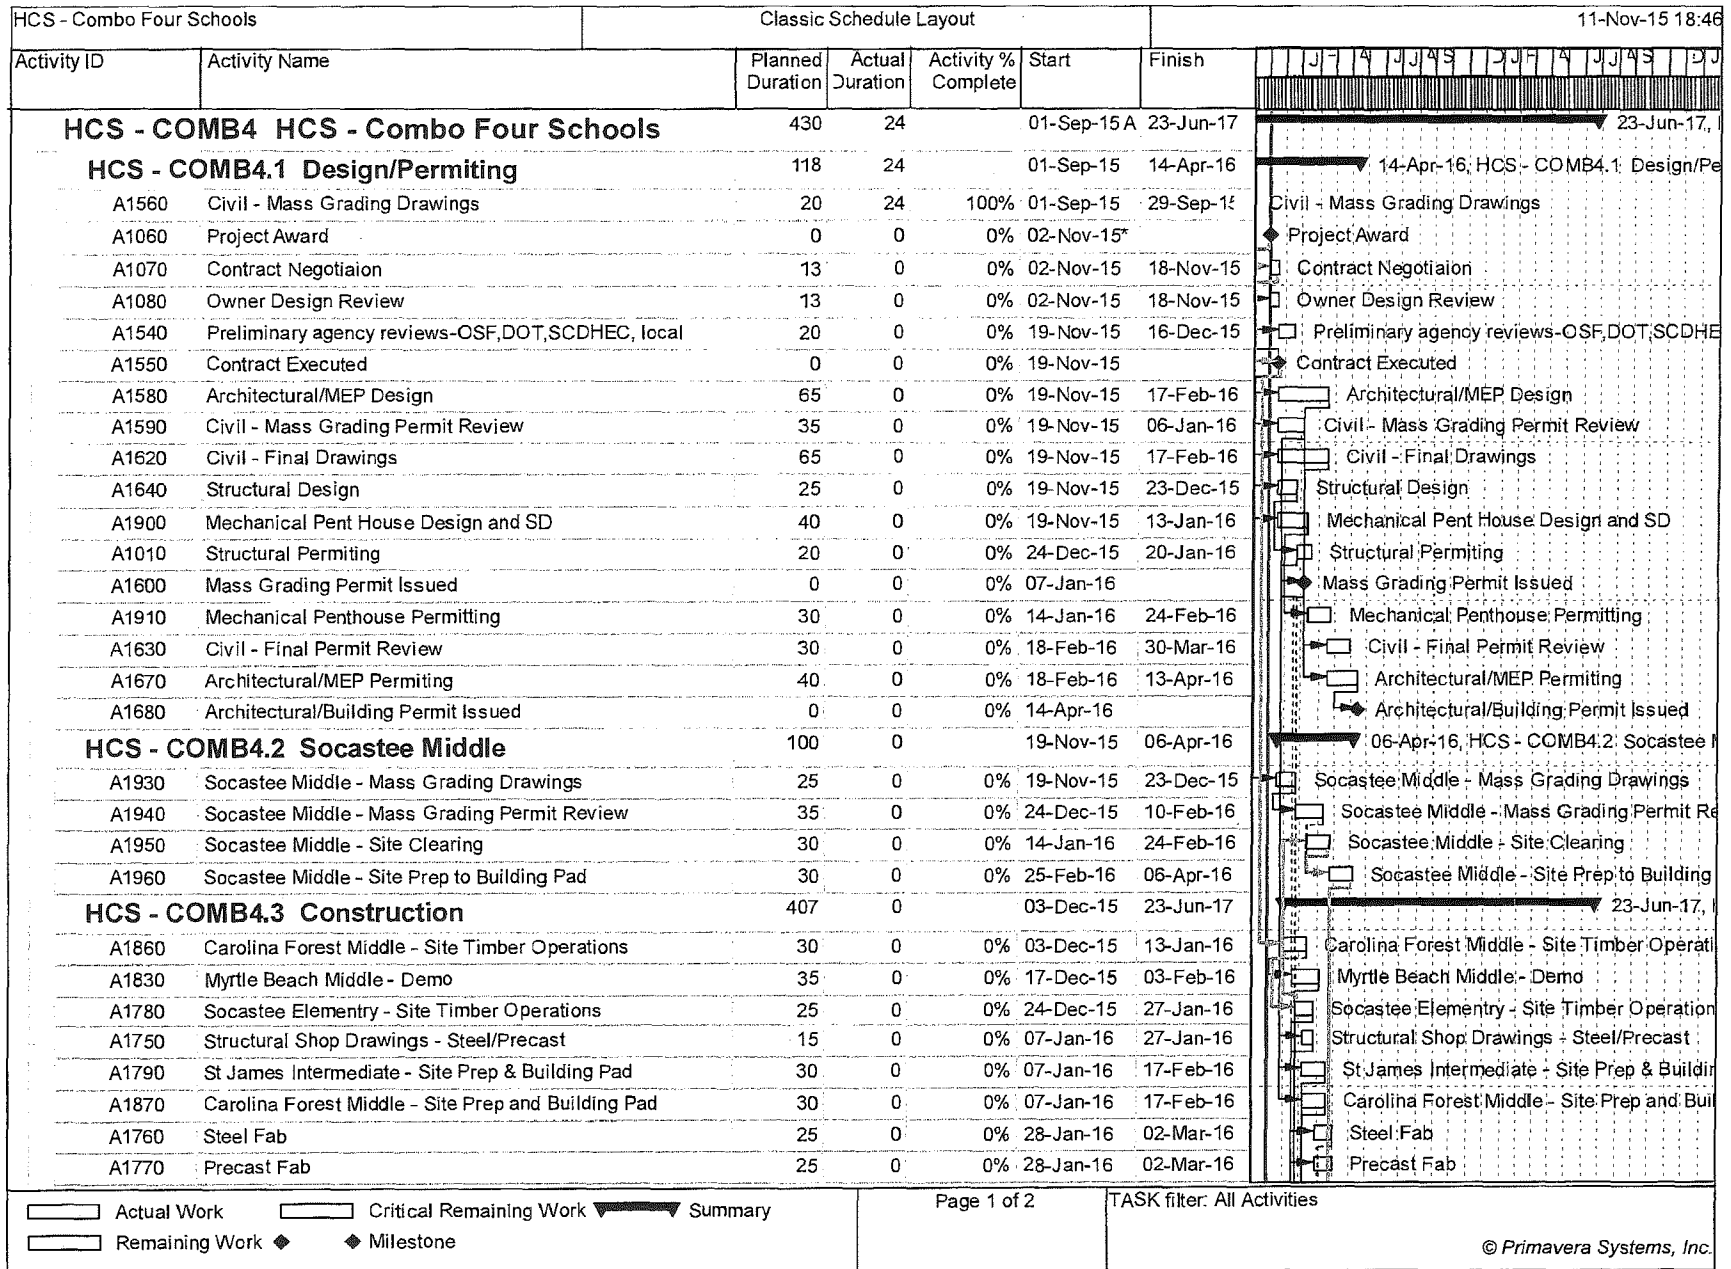 HCS - Combo Four Schools Classic Schedule Layout 11-Nov-15 18:46
Activity ID Activity Name Planned Duration Actual Duration Activity % Complete Start Finish
HCS - COMB4 HCS - Combo Four Schools 430 24 01-Sep-15 A 23-Jun-17 23-Jun-17,
HCS - COMB4.1 Design/Permiting 118 24 01-Sep-15 14-Apr-16 14-Apr-16, HCS - COMB4.1 Design/Pe
A1560 Civil - Mass Grading Drawings 20 24 100% 01-Sep-15 29-Sep-15 Civil - Mass Grading Drawings
A1060 Project Award 0 0 0% 02-Nov-15* Project Award
A1070 Contract Negotiaion 13 0 0% 02-Nov-15 18-Nov-15 Contract Negotiaion
A1080 Owner Design Review 13 0 0% 02-Nov-15 18-Nov-15 Owner Design Review
A1540 Preliminary agency reviews-OSF,DOT,SCDHEC, local 20 0 0% 19-Nov-15 16-Dec-15 Preliminary agency reviews-OSF,DOT,SCDHE
A1550 Contract Executed 0 0 0% 19-Nov-15 Contract Executed
A1580 Architectural/MEP Design 65 0 0% 19-Nov-15 17-Feb-16 Architectural/MEP Design
A1590 Civil - Mass Grading Permit Review 35 0 0% 19-Nov-15 06-Jan-16 Civil - Mass Grading Permit Review
A1620 Civil - Final Drawings 65 0 0% 19-Nov-15 17-Feb-16 Civil - Final Drawings
A1640 Structural Design 25 0 0% 19-Nov-15 23-Dec-15 Structural Design
A1900 Mechanical Pent House Design and SD 40 0 0% 19-Nov-15 13-Jan-16 Mechanical Pent House Design and SD
A1010 Structural Permiting 20 0 0% 24-Dec-15 20-Jan-16 Structural Permiting
A1600 Mass Grading Permit Issued 0 0 0% 07-Jan-16 Mass Grading Permit Issued
A1910 Mechanical Penthouse Permitting 30 0 0% 14-Jan-16 24-Feb-16 Mechanical Penthouse Permitting
A1630 Civil - Final Permit Review 30 0 0% 18-Feb-16 30-Mar-16 Civil - Final Permit Review
A1670 Architectural/MEP Permiting 40 0 0% 18-Feb-16 13-Apr-16 Architectural/MEP Permiting
A1680 Architectural/Building Permit Issued 0 0 0% 14-Apr-16 Architectural/Building Permit Issued
HCS - COMB4.2 Socastee Middle 100 0 19-Nov-15 06-Apr-16 06-Apr-16, HCS - COMB4.2 Socastee M
A1930 Socastee Middle - Mass Grading Drawings 25 0 0% 19-Nov-15 23-Dec-15 Socastee Middle - Mass Grading Drawings
A1940 Socastee Middle - Mass Grading Permit Review 35 0 0% 24-Dec-15 10-Feb-16 Socastee Middle - Mass Grading Permit Re
A1950 Socastee Middle - Site Clearing 30 0 0% 14-Jan-16 24-Feb-16 Socastee Middle - Site Clearing
A1960 Socastee Middle - Site Prep to Building Pad 30 0 0% 25-Feb-16 06-Apr-16 Socastee Middle - Site Prep to Building
HCS - COMB4.3 Construction 407 0 03-Dec-15 23-Jun-17 23-Jun-17,
A1860 Carolina Forest Middle - Site Timber Operations 30 0 0% 03-Dec-15 13-Jan-16 Carolina Forest Middle - Site Timber Operati
A1830 Myrtle Beach Middle - Demo 35 0 0% 17-Dec-15 03-Feb-16 Myrtle Beach Middle - Demo
A1780 Socastee Elementry - Site Timber Operations 25 0 0% 24-Dec-15 27-Jan-16 Socastee Elementry - Site Timber Operation
A1750 Structural Shop Drawings - Steel/Precast 15 0 0% 07-Jan-16 27-Jan-16 Structural Shop Drawings - Steel/Precast
A1790 St James Intermediate - Site Prep & Building Pad 30 0 0% 07-Jan-16 17-Feb-16 St James Intermediate - Site Prep & Buildin
A1870 Carolina Forest Middle - Site Prep and Building Pad 30 0 0% 07-Jan-16 17-Feb-16 Carolina Forest Middle - Site Prep and Buil
A1760 Steel Fab 25 0 0% 28-Jan-16 02-Mar-16 Steel Fab
A1770 Precast Fab 25 0 0% 28-Jan-16 02-Mar-16 Precast Fab
Actual Work Critical Remaining Work Summary Page 1 of 2 TASK filter: All Activities
Remaining Work Milestone
© Primavera Systems, Inc.